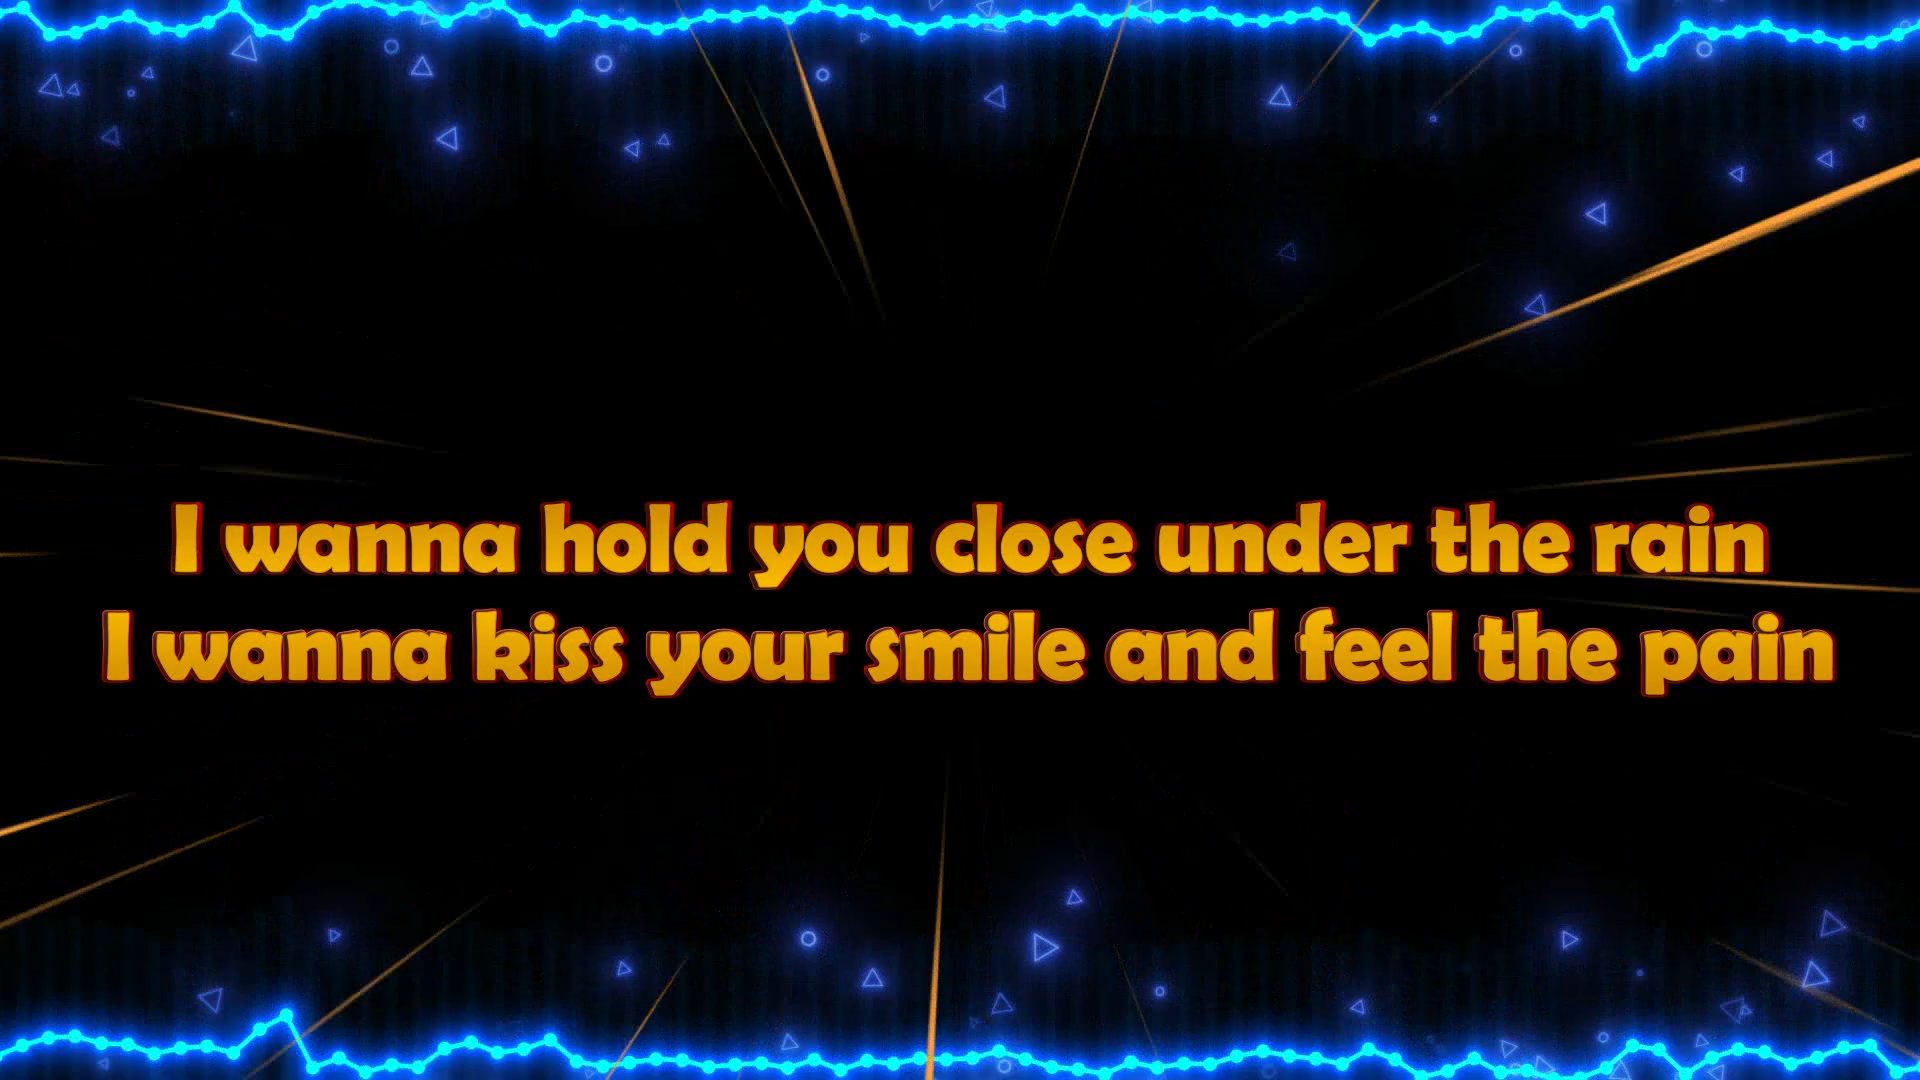 I wanna hold you close under the rain
I wanna kiss your smile and feel the pain